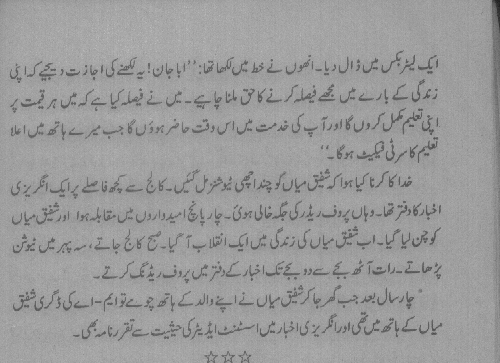 ایک لیٹر بکس میں ڈال دیا۔ انھوں نے خط میں لکھا تھا: ’’ابا جان! یہ لکھنے کی اجازت دیجیے کہ اپنی
زندگی کے بارے میں مجھے فیصلہ کرنے کا حق ملنا چاہیے۔ میں نے فیصلہ کیا ہے کہ میں ہر قیمت پر
اپنی تعلیم مکمل کروں گا اور آپ کی خدمت میں اس وقت حاضر ہوؤں گا جب میرے ہاتھ میں اعلا
تعلیم کا سرٹی فیکیٹ ہوگا۔‘‘
خدا کا کرنا کیا ہوا کہ شفیق میاں کو چند اچھی ٹیوشنز مل گئیں۔ کالج سے کچھ فاصلے پر ایک انگریزی
اخبار کا دفتر تھا۔ وہاں پروف ریڈر کی جگہ خالی ہوئی۔ چار پانچ امیدواروں میں مقابلہ ہوا اور شفیق میاں
کو چن لیا گیا۔ اب شفیق میاں کی زندگی میں ایک انقلاب آ گیا۔ صبح کالج جاتے، سہ پہر میں ٹیوشن
پڑھاتے۔ رات آٹھ بجے سے دو بجے تک اخبار کے دفتر میں پروف ریڈنگ کرتے۔
چار سال بعد جب گھر جا کر شفیق میاں نے اپنے والد کے ہاتھ چومے تو ایم-اے کی ڈگری شفیق
میاں کے ہاتھ میں تھی اور انگریزی اخبار میں اسسٹنٹ ایڈیٹر کی حیثیت سے تقرر نامہ بھی۔
☆☆☆